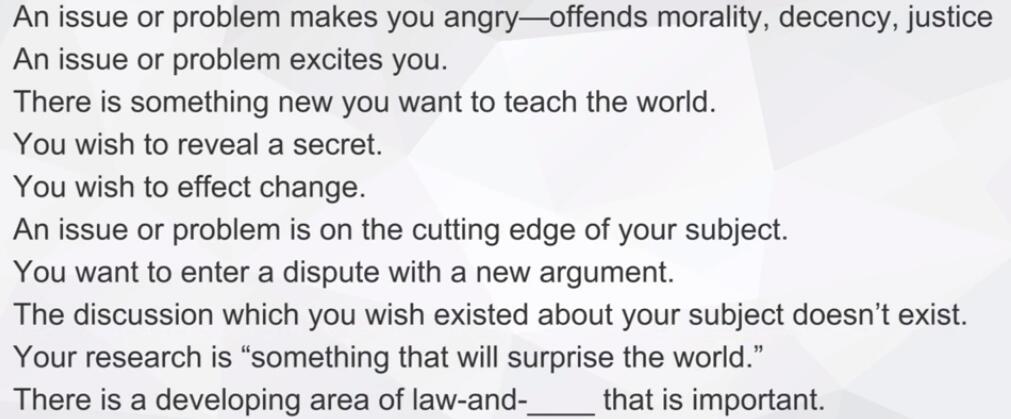 An issue or problem makes you angry—offends morality, decency, justice
An issue or problem excites you.
There is something new you want to teach the world.
You wish to reveal a secret.
You wish to effect change.
An issue or problem is on the cutting edge of your subject.
You want to enter a dispute with a new argument.
The discussion which you wish existed about your subject doesn’t exist.
Your research is “something that will surprise the world.”
There is a developing area of law-and-____ that is important.